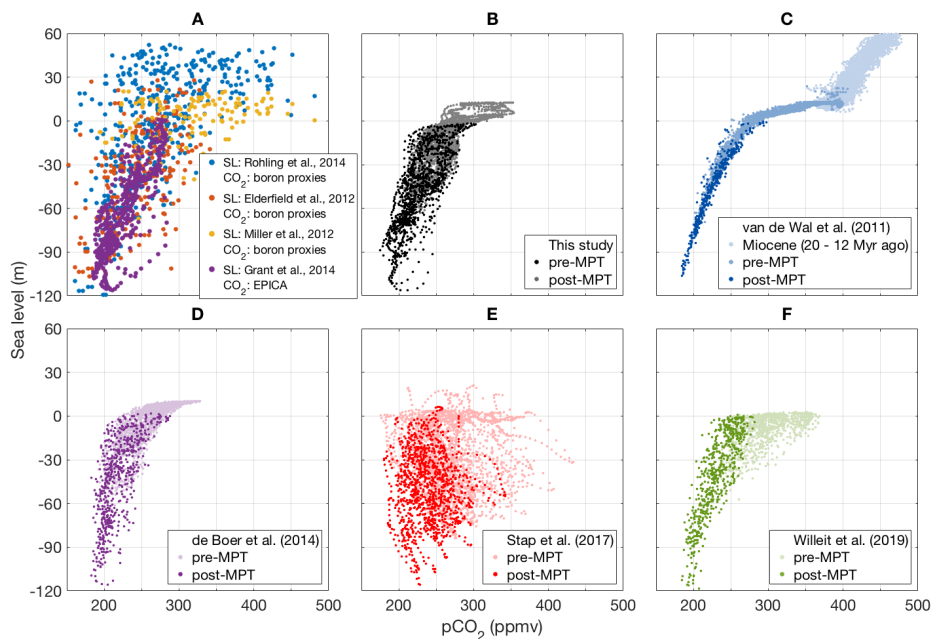 A
B
C
60
30
0
-30
-60
-90
-120
SL: Rohling et al., 2014
CO2: boron proxies
SL: Elderfield et al., 2012
CO2: boron proxies
SL: Miller et al., 2012
CO2: boron proxies
SL: Grant et al., 2014
CO2: EPICA
This study
pre-MPT
post-MPT
van de Wal et al. (2011)
Miocene (20 - 12 Myr ago)
pre-MPT
post-MPT
Sea level (m)
D
E
F
60
30
0
-30
-60
-90
-120
de Boer et al. (2014)
pre-MPT
post-MPT
Stap et al. (2017)
pre-MPT
post-MPT
Willeit et al. (2019)
pre-MPT
post-MPT
200 300 400 500
200 300 400 500
200 300 400 500
pCO2 (ppmv)